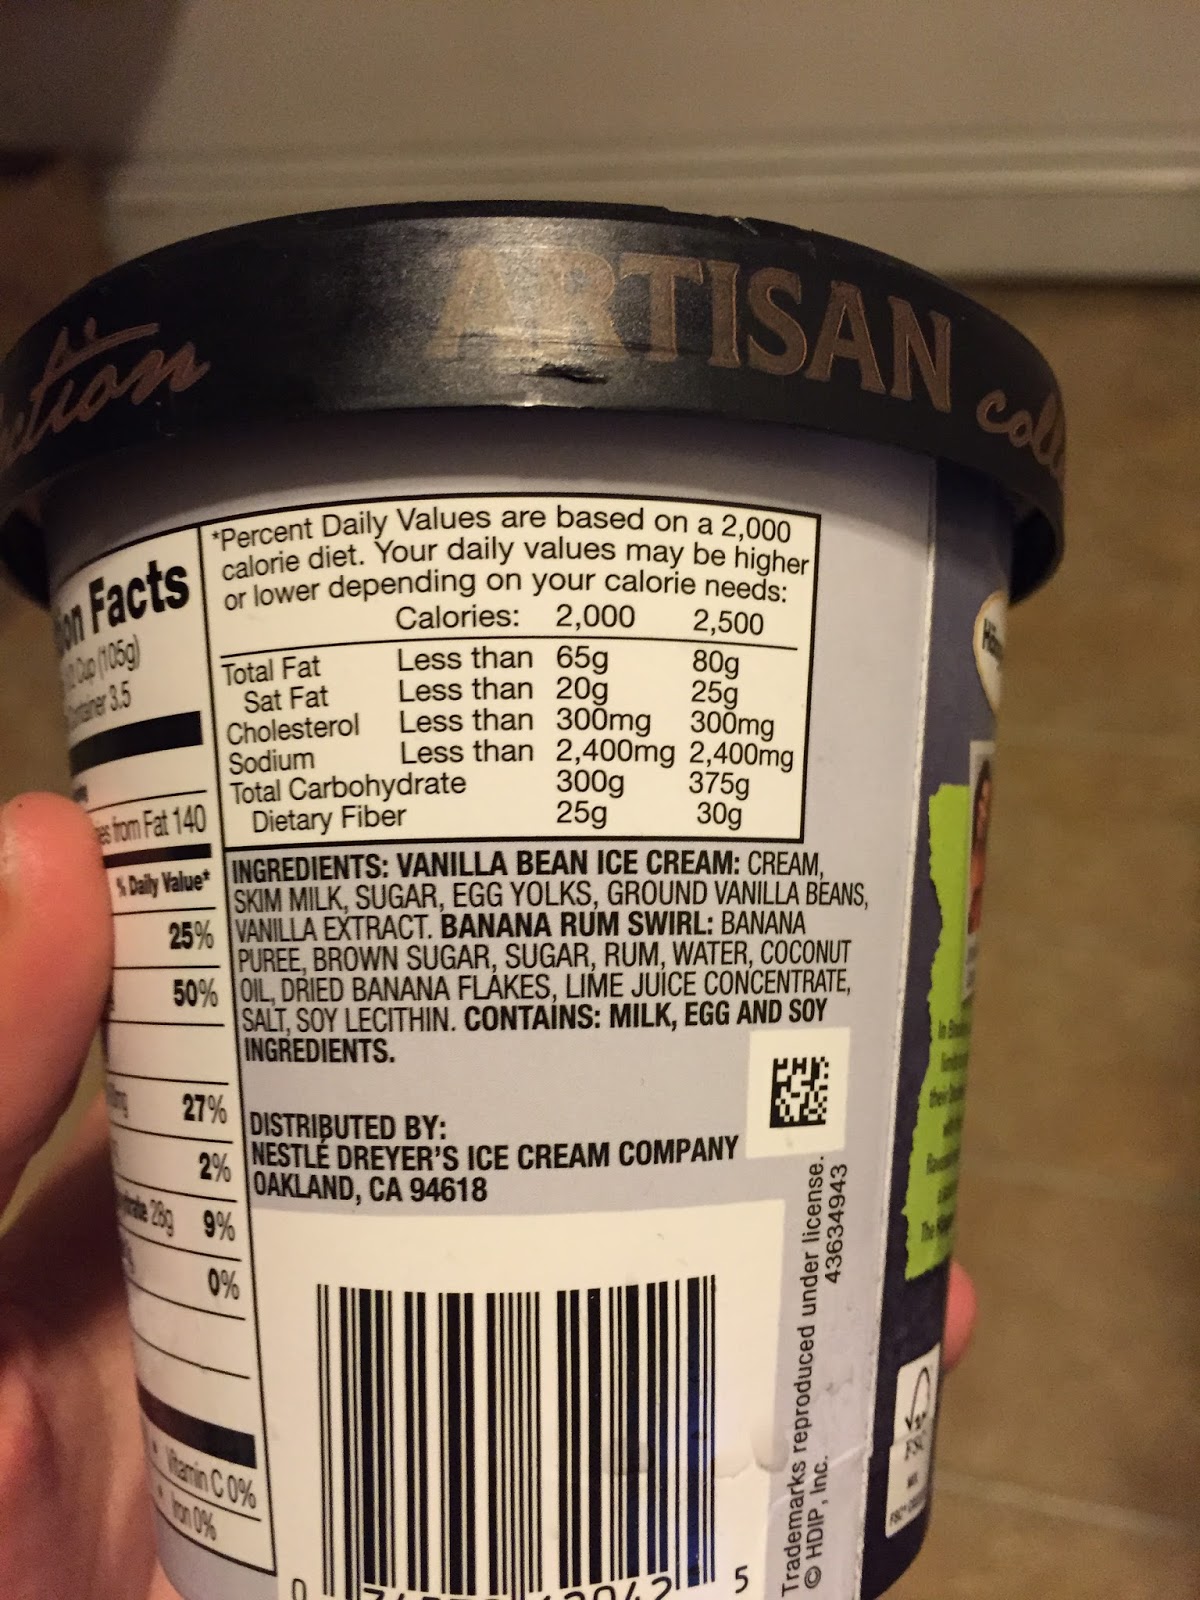 ARTISAN
Facts
Cup (105g)
3.5
from Fat 140
% Daily Value*
25%
50%
27%
2%
28g 9%
0%
Vitamin C 0%
Iron 0%
*Percent Daily Values are based on a 2,000
calorie diet. Your daily values may be higher
or lower depending on your calorie needs:
Calories: 2,000 2,500
Total Fat Less than 65g 80g
Sat Fat Less than 20g 25g
Cholesterol Less than 300mg 300mg
Sodium Less than 2,400mg 2,400mg
Total Carbohydrate 300g 375g
Dietary Fiber 25g 30g
INGREDIENTS: VANILLA BEAN ICE CREAM: CREAM,
SKIM MILK, SUGAR, EGG YOLKS, GROUND VANILLA BEANS,
VANILLA EXTRACT. BANANA RUM SWIRL: BANANA
PUREE, BROWN SUGAR, SUGAR, RUM, WATER, COCONUT
OIL, DRIED BANANA FLAKES, LIME JUICE CONCENTRATE,
SALT, SOY LECITHIN. CONTAINS: MILK, EGG AND SOY
INGREDIENTS.
DISTRIBUTED BY:
NESTLÉ DREYER'S ICE CREAM COMPANY
OAKLAND, CA 94618
Trademarks reproduced under license.
© HDIP, Inc. 43634943
0 5
FSC